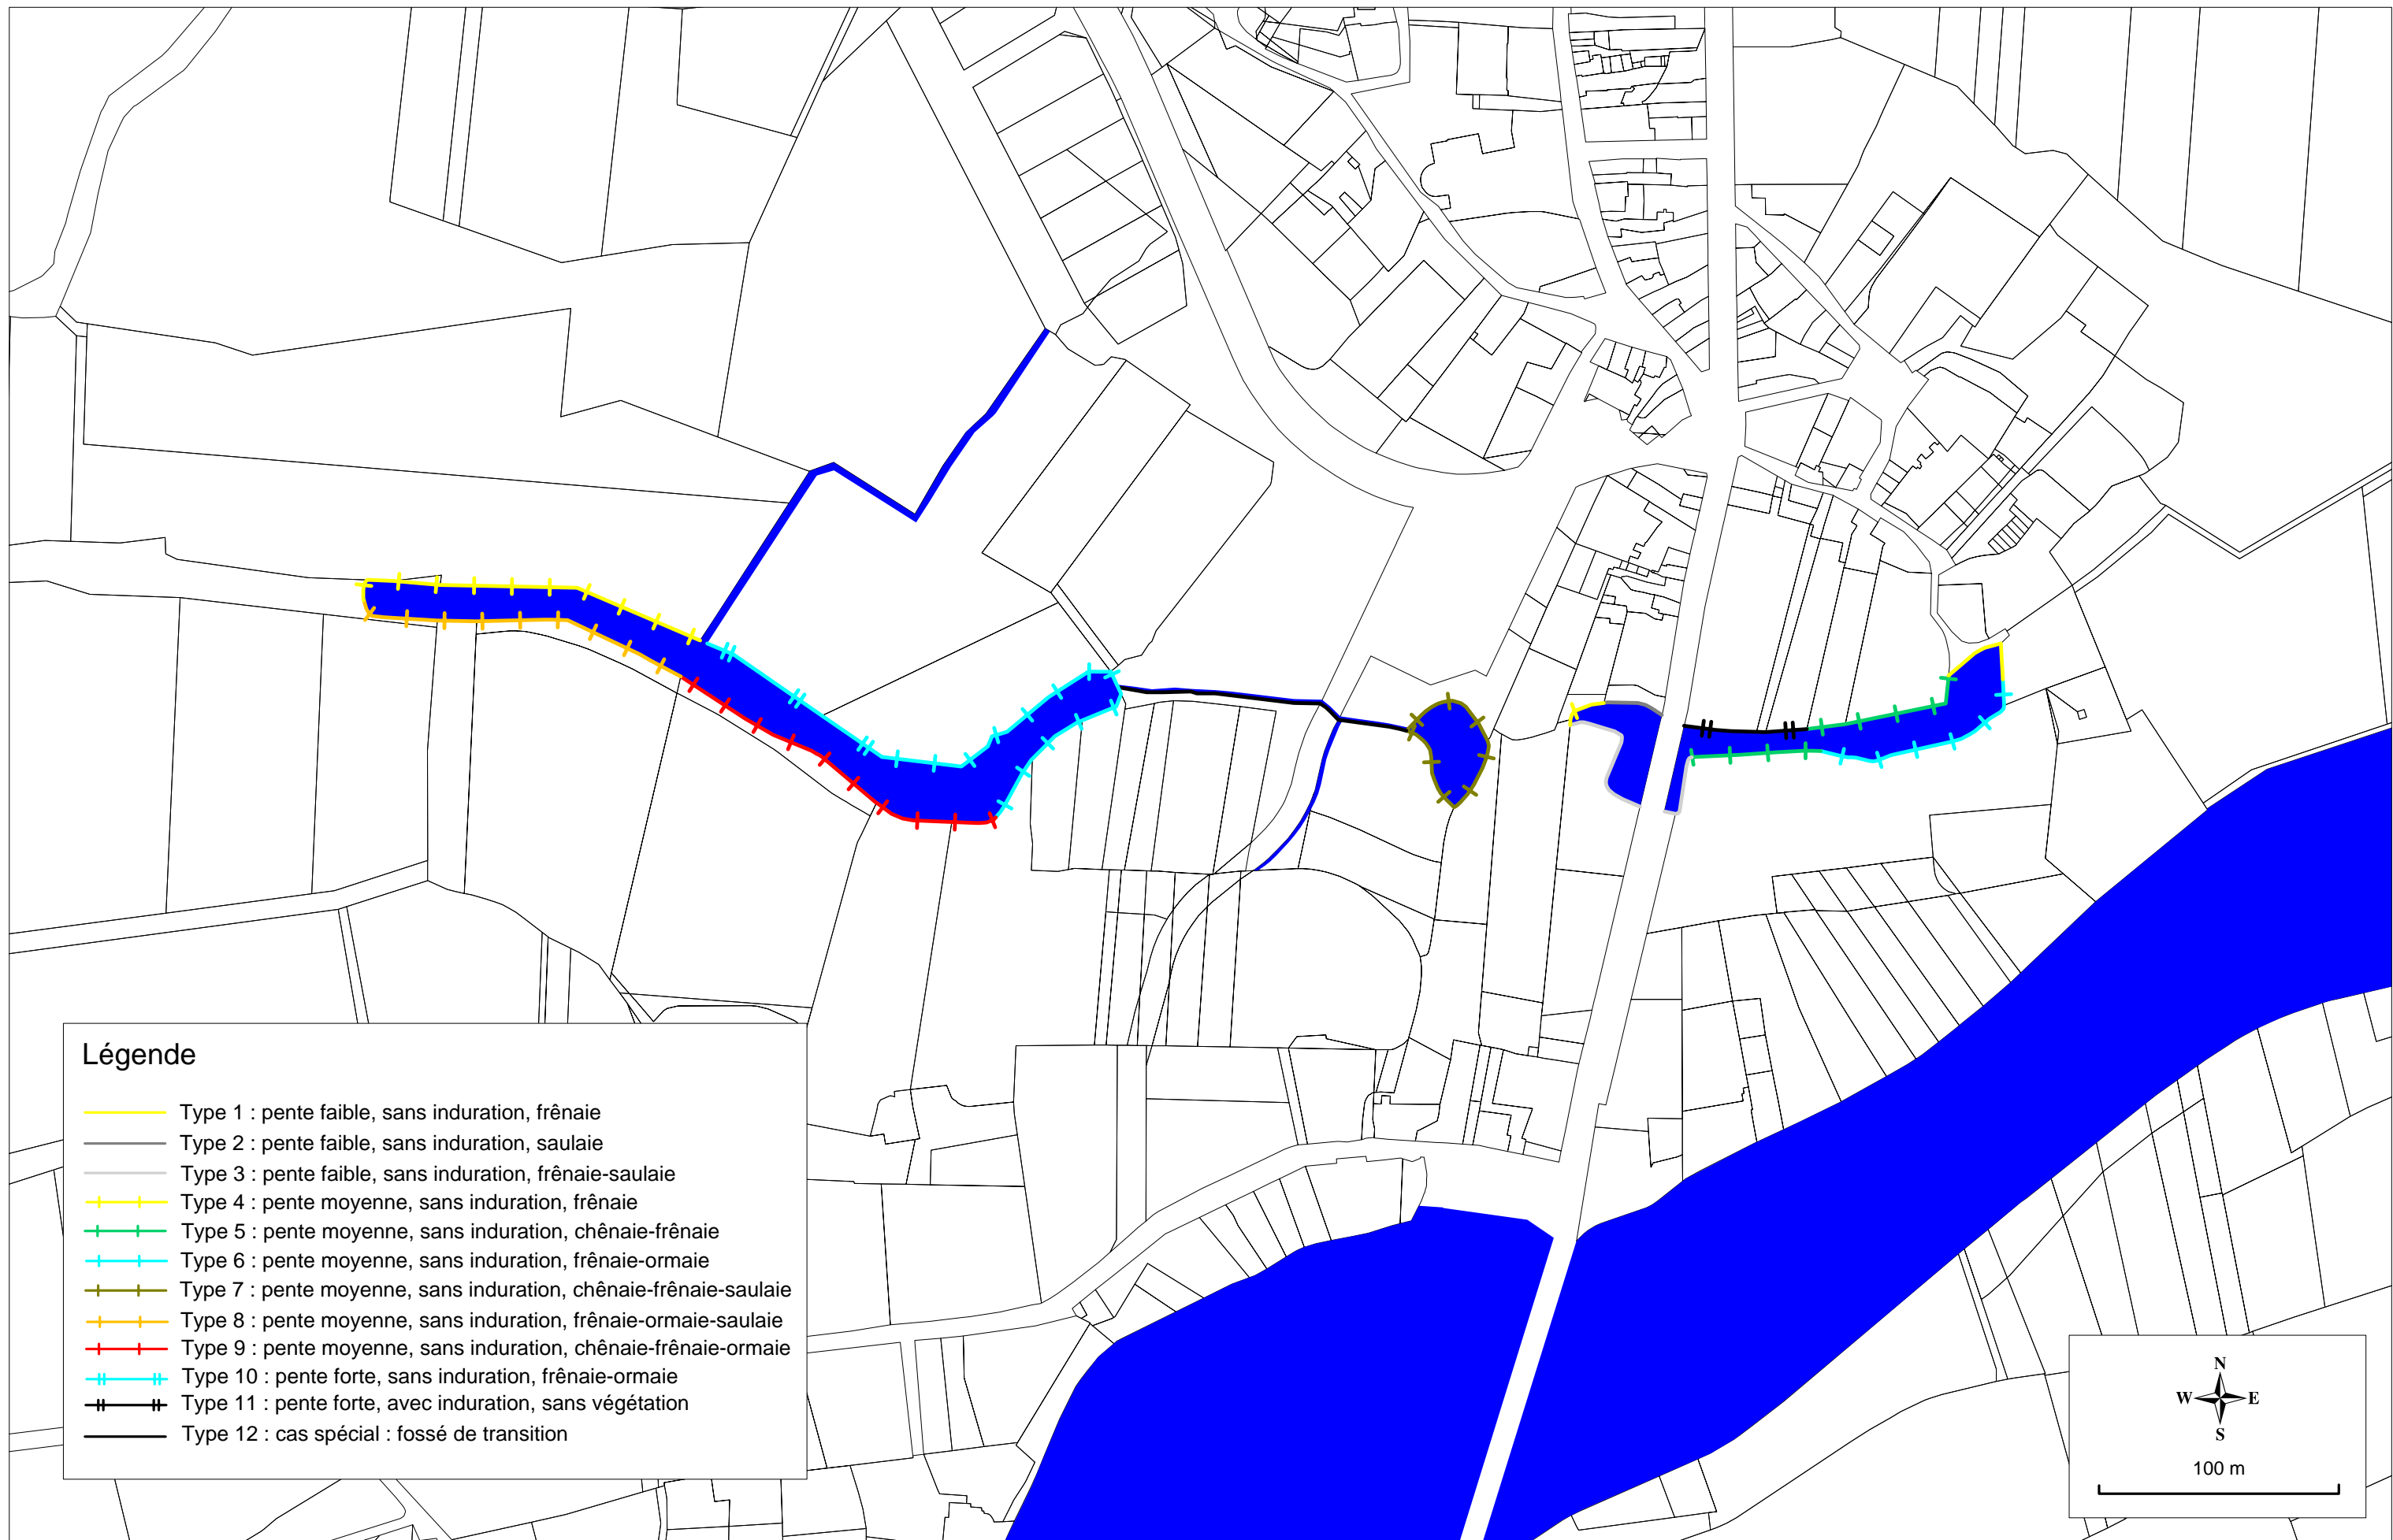 Légende
Type 1 : pente faible, sans induration, frênaie
Type 2 : pente faible, sans induration, saulaie
Type 3 : pente faible, sans induration, frênaie-saulaie
Type 4 : pente moyenne, sans induration, frênaie
Type 5 : pente moyenne, sans induration, chênaie-frênaie
Type 6 : pente moyenne, sans induration, frênaie-ormaie
Type 7 : pente moyenne, sans induration, chênaie-frênaie-saulaie
Type 8 : pente moyenne, sans induration, frênaie-ormaie-saulaie
Type 9 : pente moyenne, sans induration, chênaie-frênaie-ormaie
Type 10 : pente forte, sans induration, frênaie-ormaie
Type 11 : pente forte, avec induration, sans végétation
Type 12 : cas spécial : fossé de transition
N
W E
S
100 m